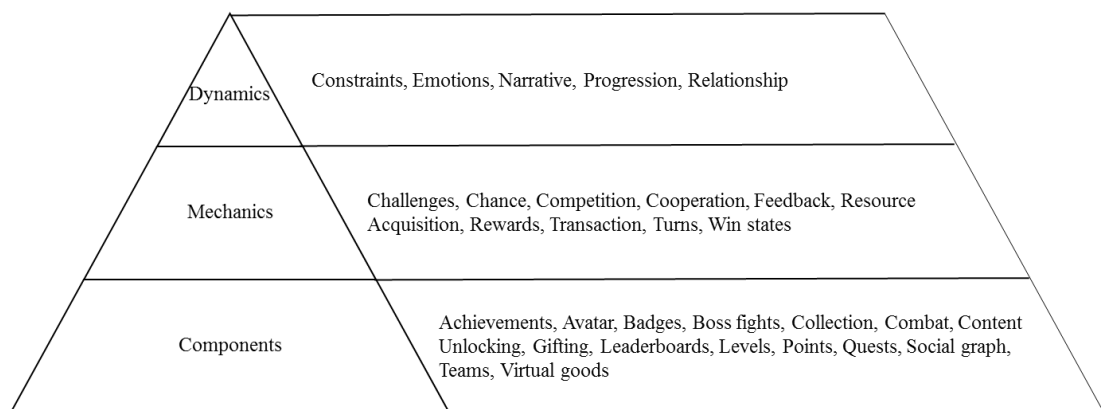 Dynamics
Constraints, Emotions, Narrative, Progression, Relationship
Mechanics
Challenges, Chance, Competition, Cooperation, Feedback, Resource
Acquisition, Rewards, Transaction, Turns, Win states
Components
Achievements, Avatar, Badges, Boss fights, Collection, Combat, Content
Unlocking, Gifting, Leaderboards, Levels, Points, Quests, Social graph,
Teams, Virtual goods